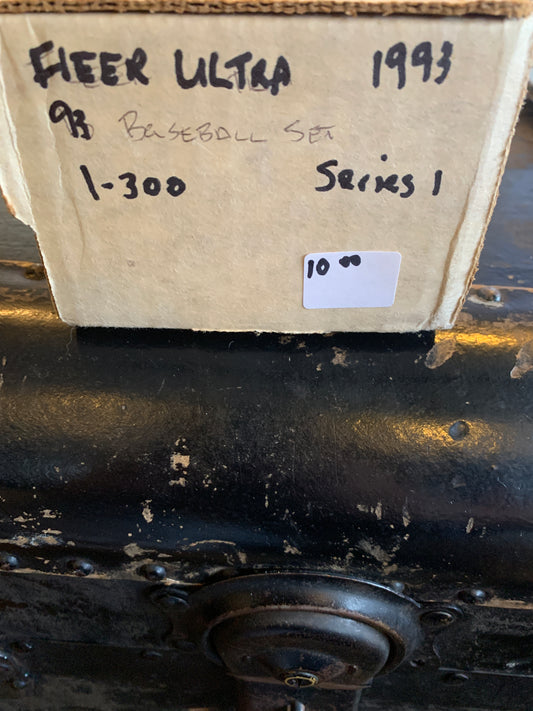 FLEER ULTRA 1993
93 BASEBALL SET
1-300 Series 1
10 00